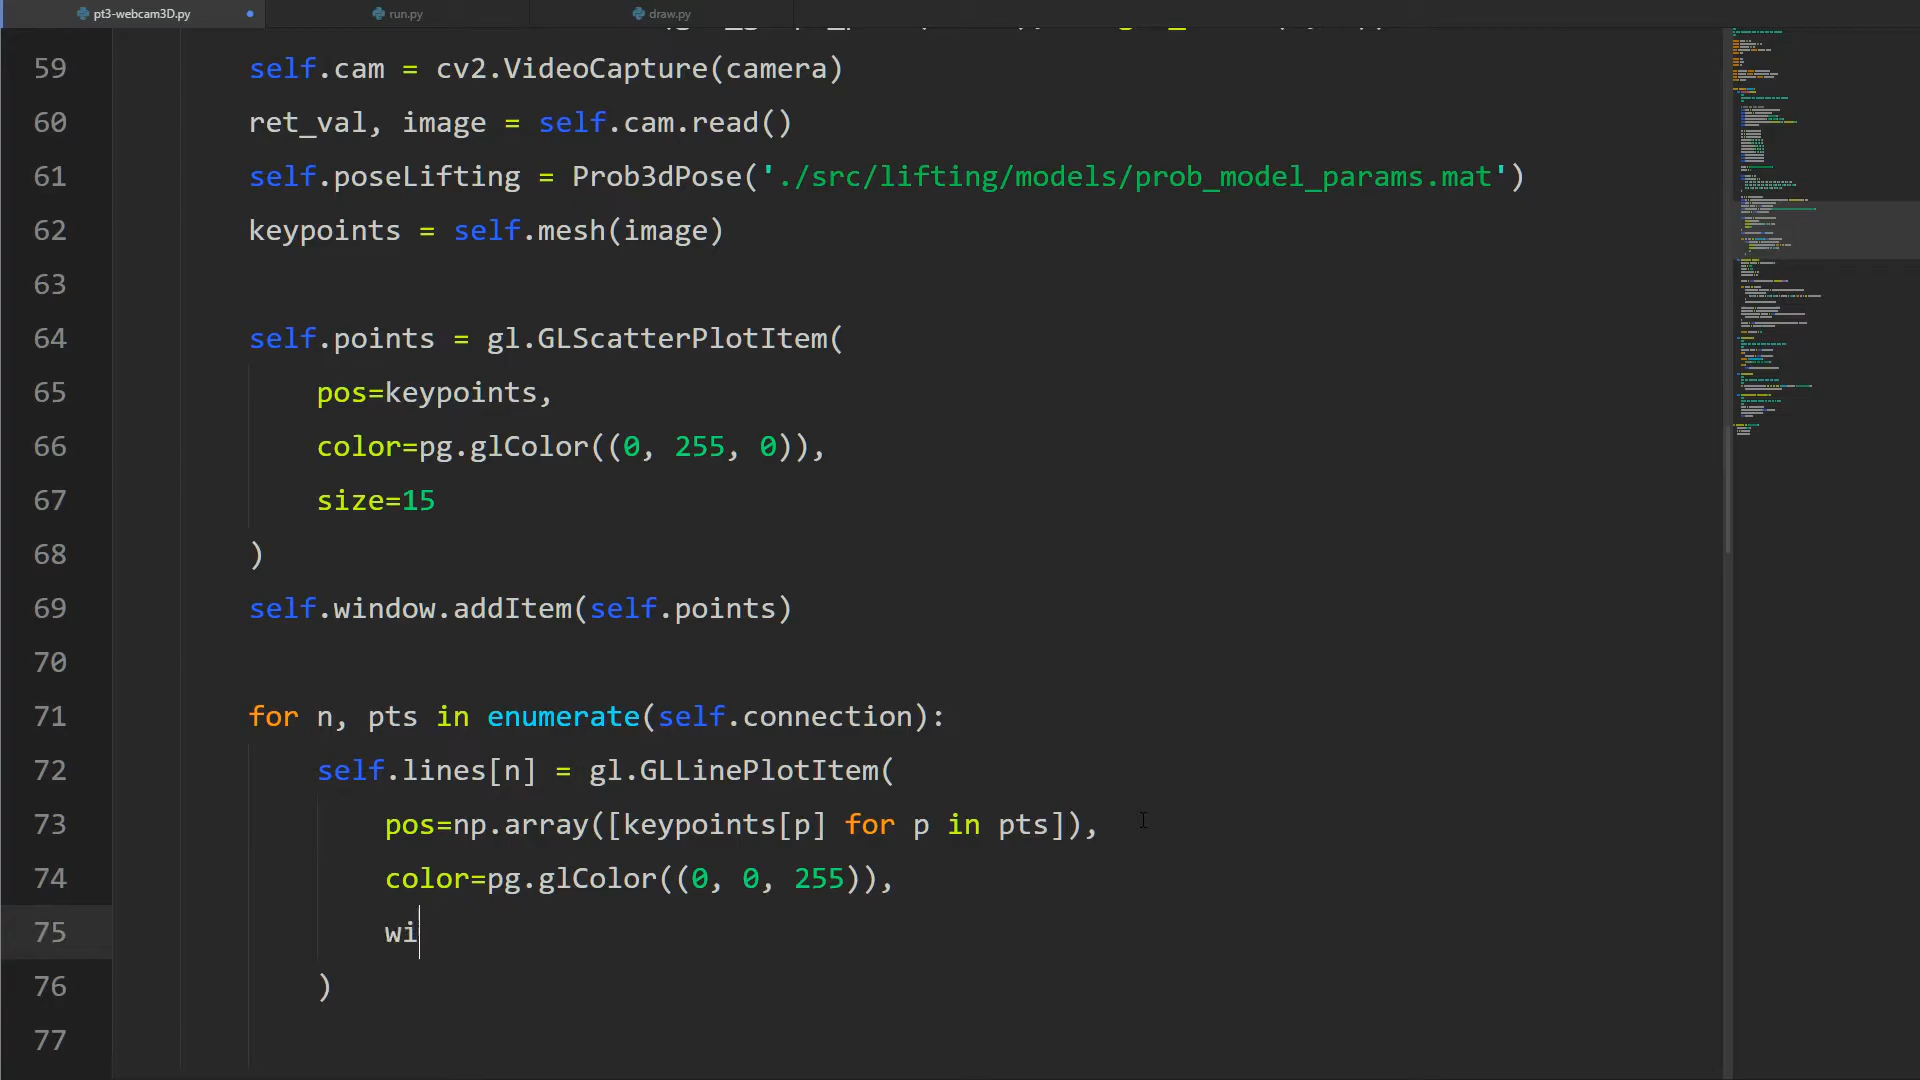 pt3-webcam3D.py run.py draw.py
59 self.cam = cv2.VideoCapture(camera)
60 ret_val, image = self.cam.read()
61 self.poseLifting = Prob3dPose('./src/lifting/models/prob_model_params.mat')
62 keypoints = self.mesh(image)
63
64 self.points = gl.GLScatterPlotItem(
65 pos=keypoints,
66 color=pg.glColor((0, 255, 0)),
67 size=15
68 )
69 self.window.addItem(self.points)
70
71 for n, pts in enumerate(self.connection):
72 self.lines[n] = gl.GLLinePlotItem(
73 pos=np.array([keypoints[p] for p in pts]),
74 color=pg.glColor((0, 0, 255)),
75 wi
76 )
77